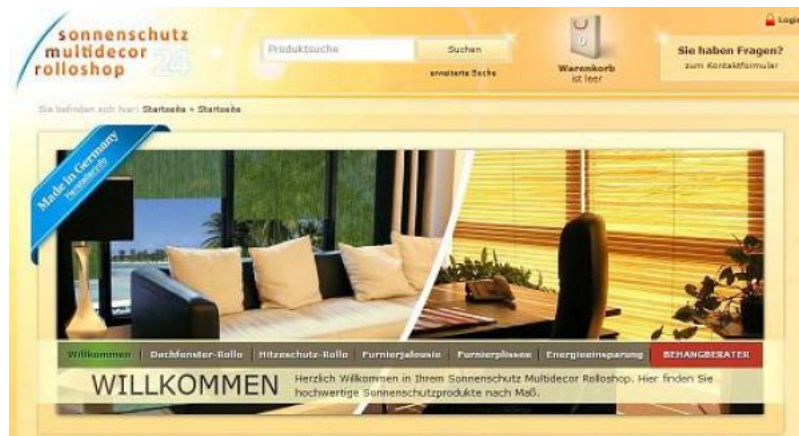 sonnenschutz
multidecor
rolloshop 24
Produktsuche
Suchen
erweiterte Suche
Warenkorb
ist leer
Login
Sie haben Fragen?
zum Kontaktformular
Sie befinden sich hier: Startseite » Startseite
Made in Germany
Herstellerinfo
Willkommen | Dachfenster-Rollo | Hitzeschutz-Rollo | Furnierjalousie | Furnierplissee | Energieeinsparung | BEHANGBERATER
WILLKOMMEN
Herzlich Willkommen in Ihrem Sonnenschutz Multidecor Rolloshop. Hier finden Sie
hochwertige Sonnenschutzprodukte nach Maß.